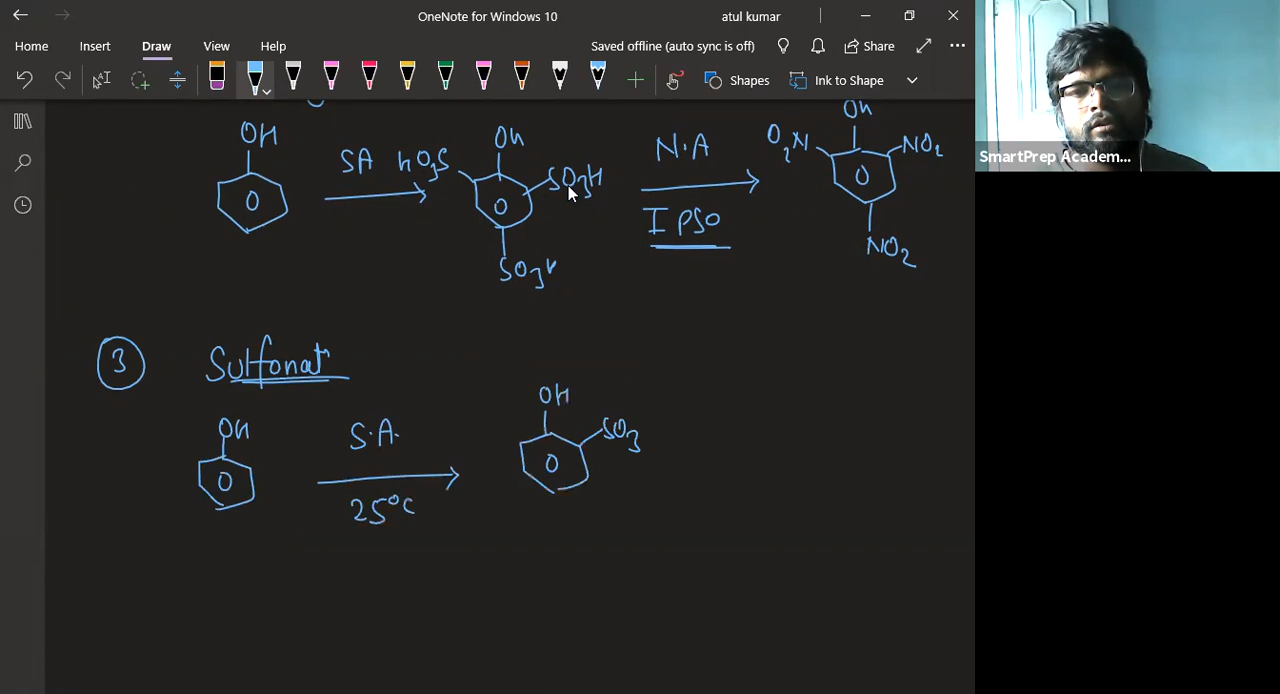 OneNote for Windows 10
atul kumar
Home Insert Draw View Help
Saved offline (auto sync is off)
Share
Shapes
Ink to Shape
SmartPrep Academ...
OH
SA
hO3S
Oh
SO3H
SO3H
N.A
IPSO
Oh
O2N
NO2
NO2
3
Sulfonatⁿ
OH
S.A.
25°C
OH
SO3